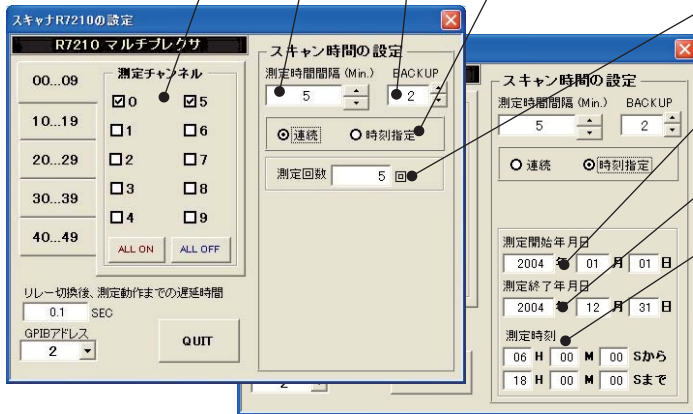 スキャナR7210の設定
R7210 マルチプレクサ
00...09
10...19
20...29
30...39
40...49
測定チャンネル
0 5
1 6
2 7
3 8
4 9
ALL ON ALL OFF
リレー切換後、測定動作までの遅延時間
0.1 SEC
GPIBアドレス
2
QUIT
スキャン時間の設定
測定時間間隔 (Min.) BACKUP
5 2
連続 時刻指定
測定回数 5 回
スキャン時間の設定
測定時間間隔 (Min.) BACKUP
5 2
連続 時刻指定
測定開始年月日
2004 年 01 月 01 日
測定終了年月日
2004 年 12 月 31 日
測定時刻
06 H 00 M 00 Sから
18 H 00 M 00 Sまで